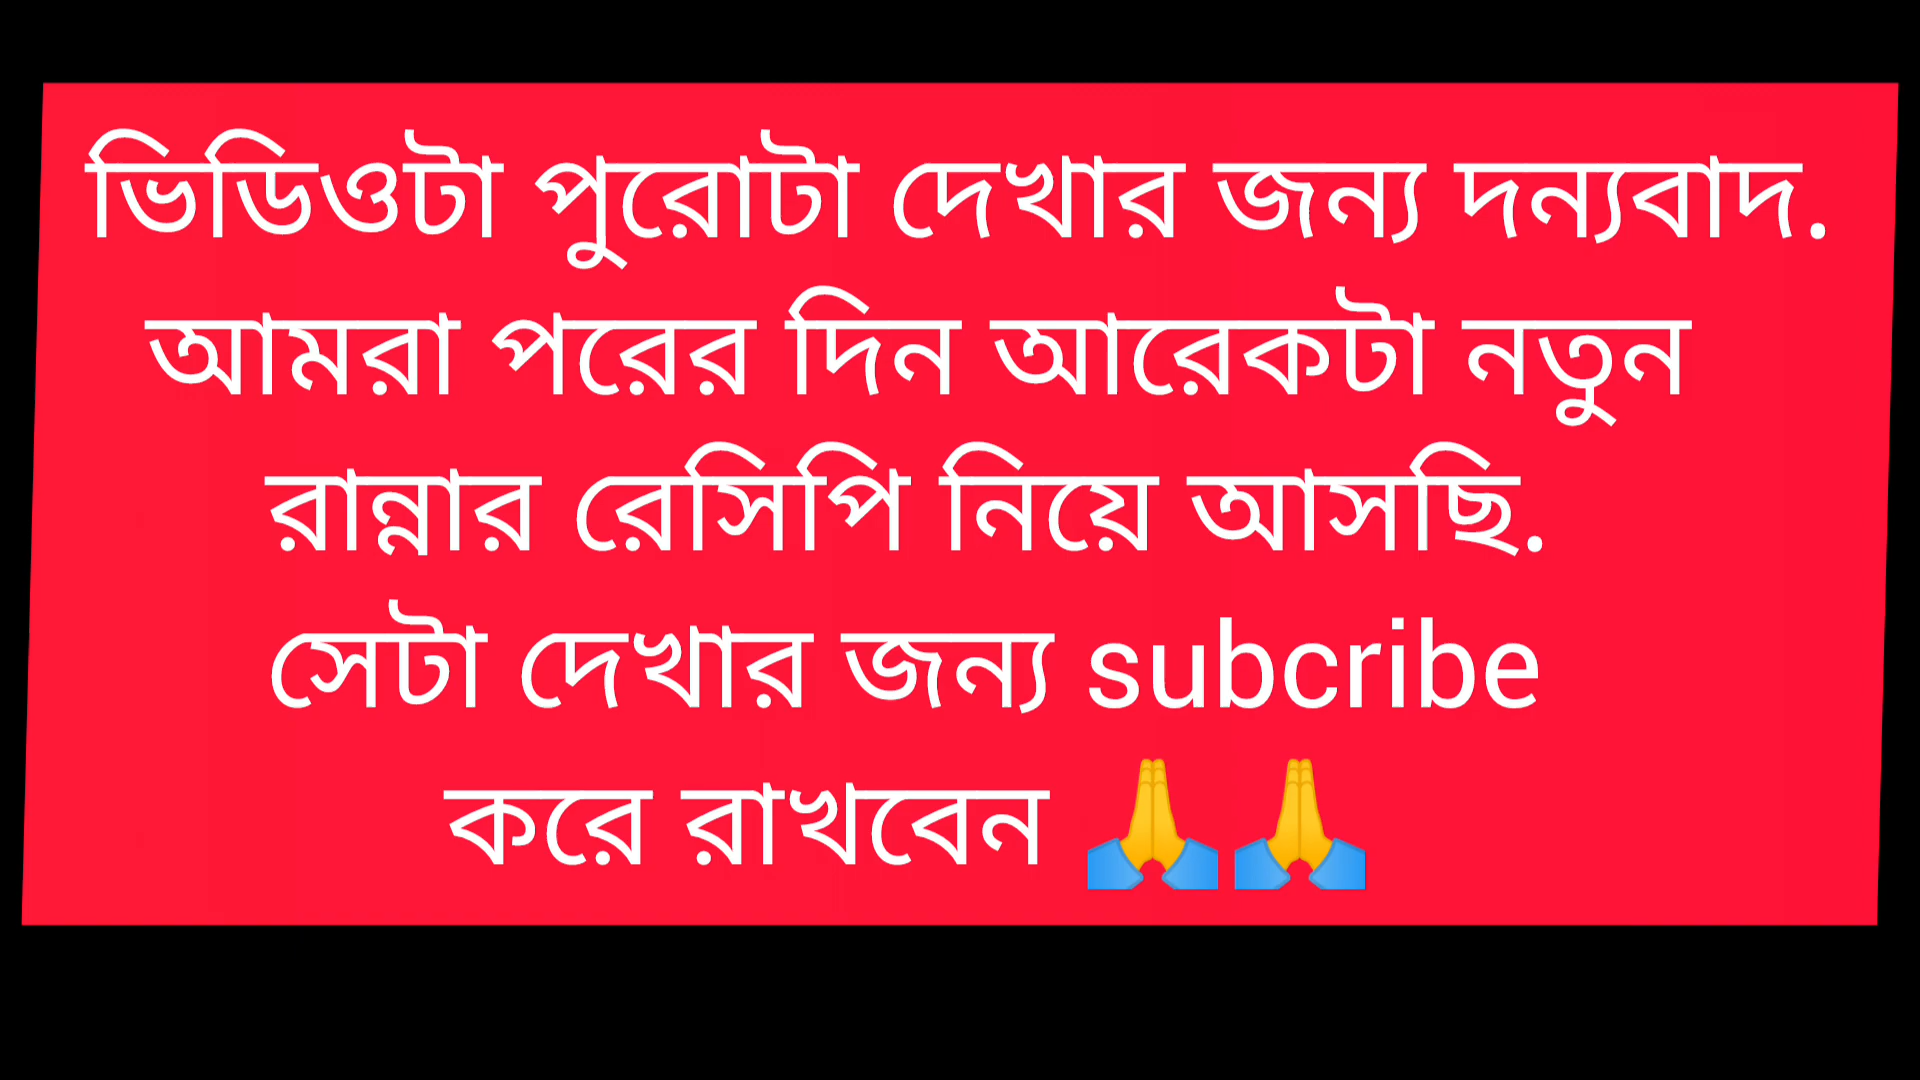 ভিডিওটা পুরোটা দেখার জন্য দন্যবাদ.
আমরা পরের দিন আরেকটা নতুন
রান্নার রেসিপি নিয়ে আসছি.
সেটা দেখার জন্য subcribe
করে রাখবেন 🙏🙏